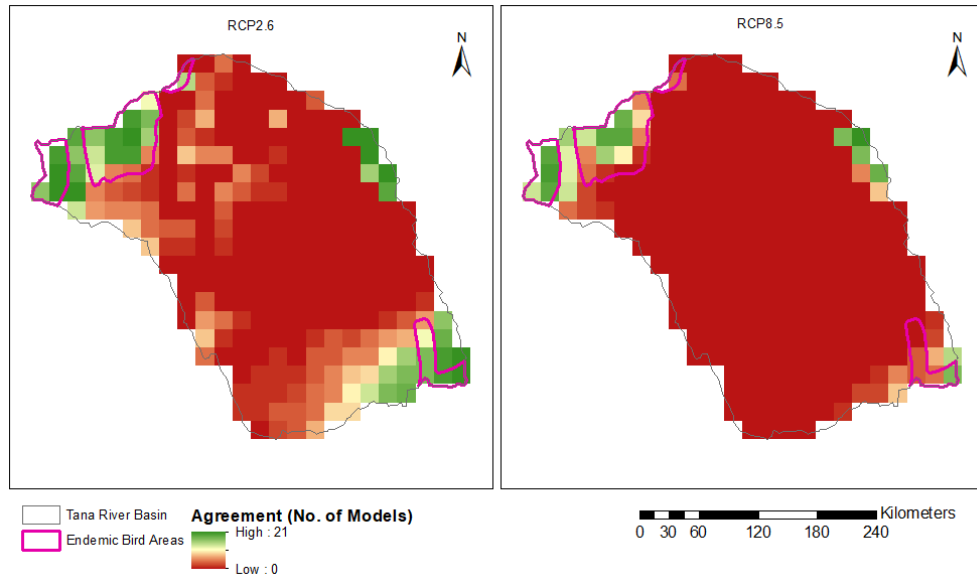 RCP2.6
N
RCP8.5
N
Tana River Basin
Endemic Bird Areas
Agreement (No. of Models)
High : 21
Low : 0
Kilometers
0 30 60 120 180 240